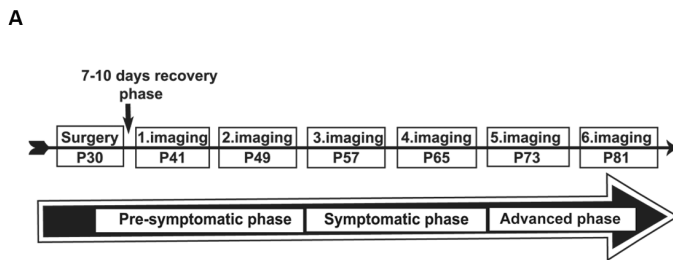 A
7-10 days recovery
phase
Surgery 1.imaging 2.imaging 3.imaging 4.imaging 5.imaging 6.imaging
P30 P41 P49 P57 P65 P73 P81
Pre-symptomatic phase Symptomatic phase Advanced phase